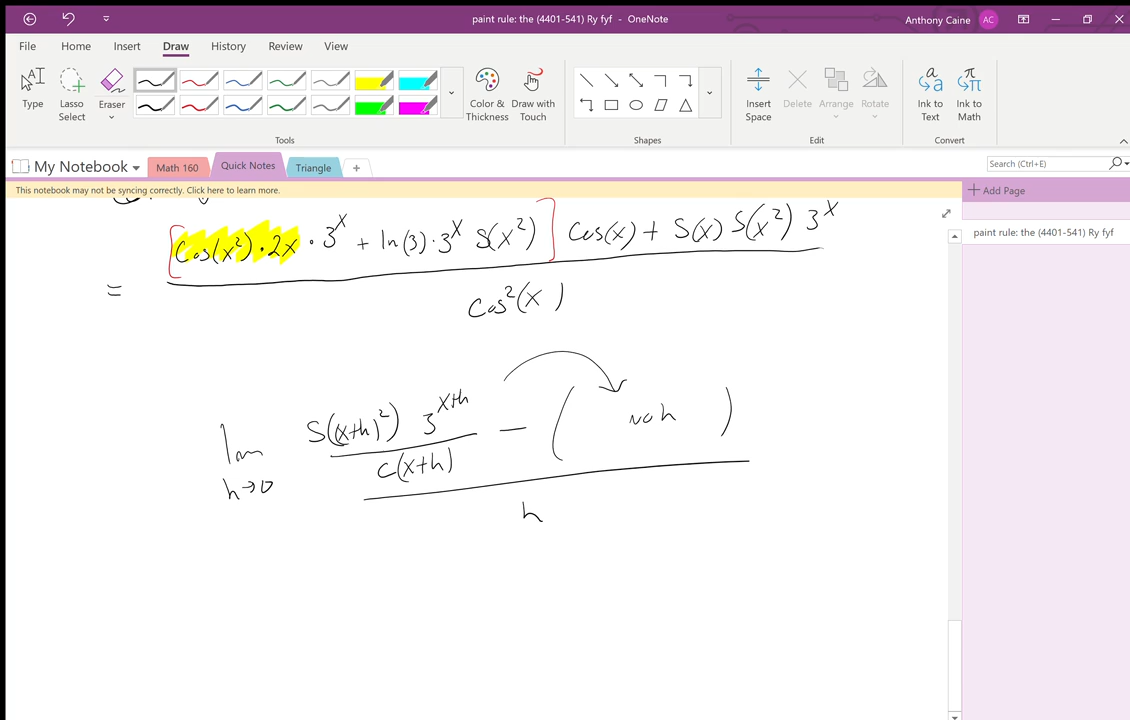 paint rule: the (4401-541) Ry fyf - OneNote
Anthony Caine AC
File Home Insert Draw History Review View
Type Lasso Select Eraser Color & Thickness Draw with Touch Insert Space Delete Arrange Rotate Ink to Text Ink to Math
Tools Shapes Edit Convert
My Notebook Math 160 Quick Notes Triangle + Search (Ctrl+E)
This notebook may not be syncing correctly. Click here to learn more.
Add Page
paint rule: the (4401-541) Ry fyf
[Cos(x²)·2x · 3^x + ln(3)·3^x S(x²)] Cos(x) + S(x) S(x²) 3^x
=
Cos²(x)
S(x+h)²) 3^(x+h) − ( no h )
lim
C(x+h)
h→0
h